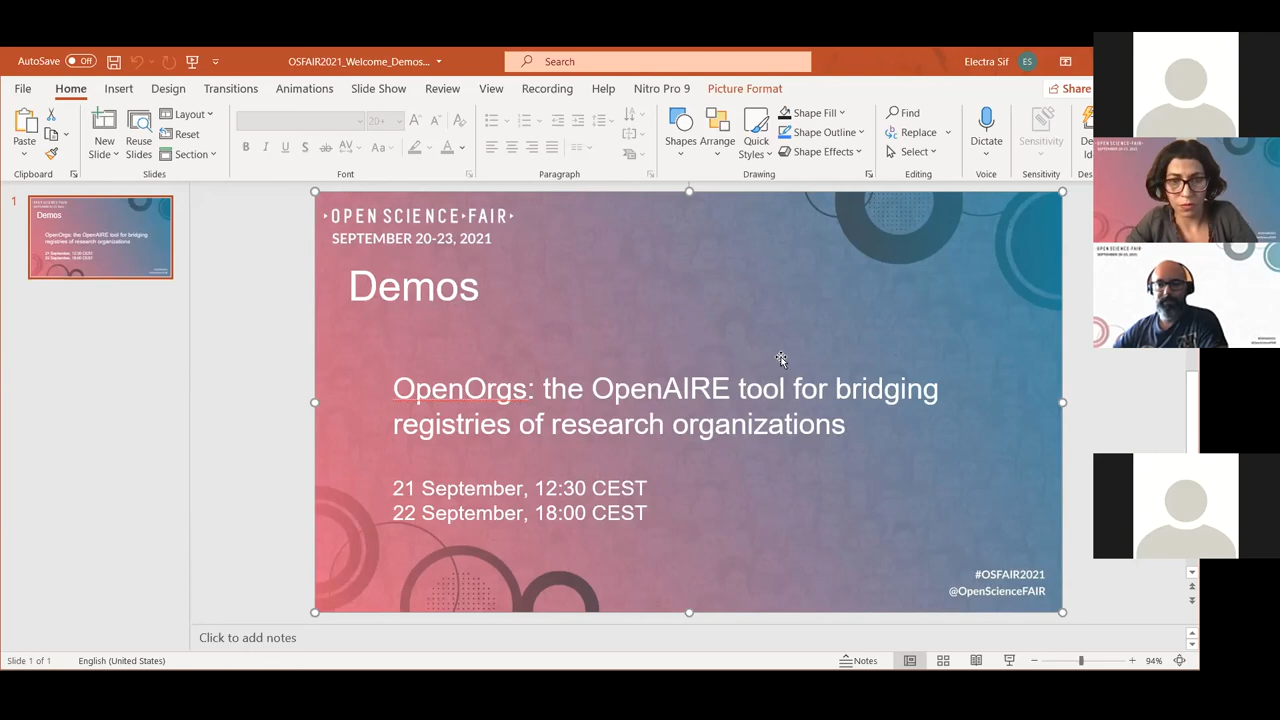 AutoSave Off
OSFAIR2021_Welcome_Demos...
Search
Electra Sif ES
File Home Insert Design Transitions Animations Slide Show Review View Recording Help Nitro Pro 9 Picture Format Share
Paste
New Slide
Reuse Slides
Layout
Reset
Section
20+
Shapes
Arrange
Quick Styles
Shape Fill
Shape Outline
Shape Effects
Find
Replace
Select
Dictate
Sensitivity
Clipboard Slides Font Paragraph Drawing Editing Voice Sensitivity
1
OPEN SCIENCE FAIR
SEPTEMBER 20-23, 2021
Demos
OpenOrgs: the OpenAIRE tool for bridging
registries of research organizations
21 September, 12:30 CEST
22 September, 18:00 CEST
#OSFAIR2021
@OpenScienceFAIR
Click to add notes
Slide 1 of 1 English (United States) Notes 94%